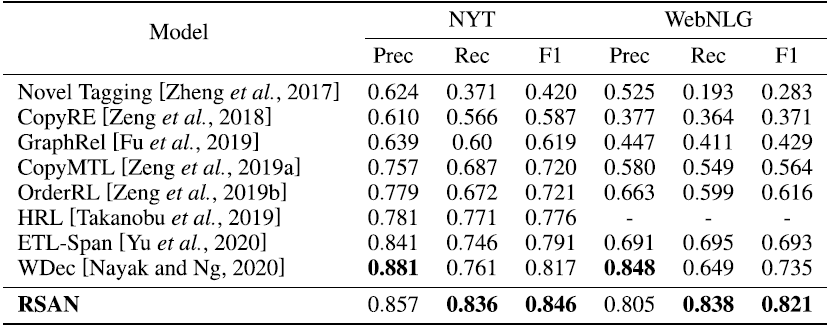 Model NYT WebNLG
Prec Rec F1 Prec Rec F1
Novel Tagging [Zheng et al., 2017] 0.624 0.371 0.420 0.525 0.193 0.283
CopyRE [Zeng et al., 2018] 0.610 0.566 0.587 0.377 0.364 0.371
GraphRel [Fu et al., 2019] 0.639 0.60 0.619 0.447 0.411 0.429
CopyMTL [Zeng et al., 2019a] 0.757 0.687 0.720 0.580 0.549 0.564
OrderRL [Zeng et al., 2019b] 0.779 0.672 0.721 0.663 0.599 0.616
HRL [Takanobu et al., 2019] 0.781 0.771 0.776 - - -
ETL-Span [Yu et al., 2020] 0.841 0.746 0.791 0.691 0.695 0.693
WDec [Nayak and Ng, 2020] 0.881 0.761 0.817 0.848 0.649 0.735
RSAN 0.857 0.836 0.846 0.805 0.838 0.821